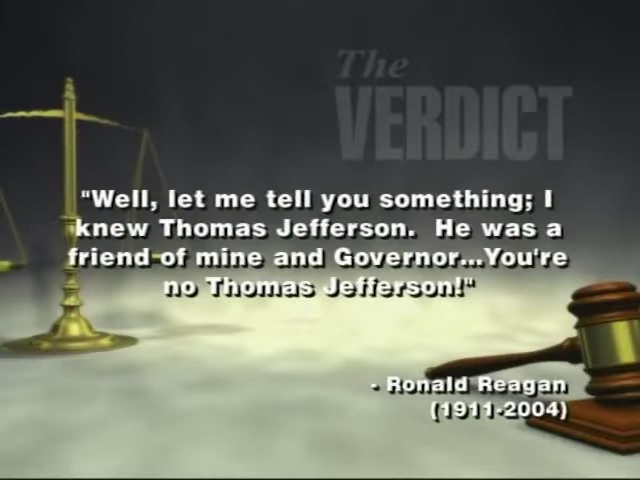 The
VERDICT
"Well, let me tell you something; I
knew Thomas Jefferson.  He was a
friend of mine and Governor...You're
no Thomas Jefferson!"
- Ronald Reagan
(1911-2004)